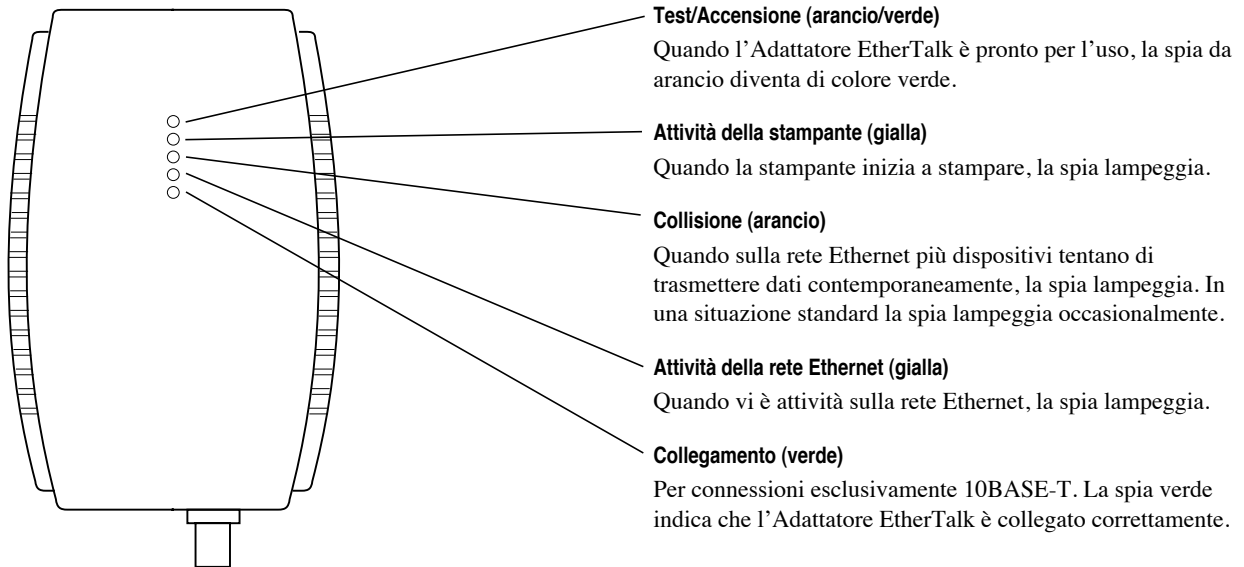 Test/Accensione (arancio/verde)
Quando l’Adattatore EtherTalk è pronto per l’uso, la spia da
arancio diventa di colore verde.
Attività della stampante (gialla)
Quando la stampante inizia a stampare, la spia lampeggia.
Collisione (arancio)
Quando sulla rete Ethernet più dispositivi tentano di
trasmettere dati contemporaneamente, la spia lampeggia. In
una situazione standard la spia lampeggia occasionalmente.
Attività della rete Ethernet (gialla)
Quando vi è attività sulla rete Ethernet, la spia lampeggia.
Collegamento (verde)
Per connessioni esclusivamente 10BASE-T. La spia verde
indica che l’Adattatore EtherTalk è collegato correttamente.